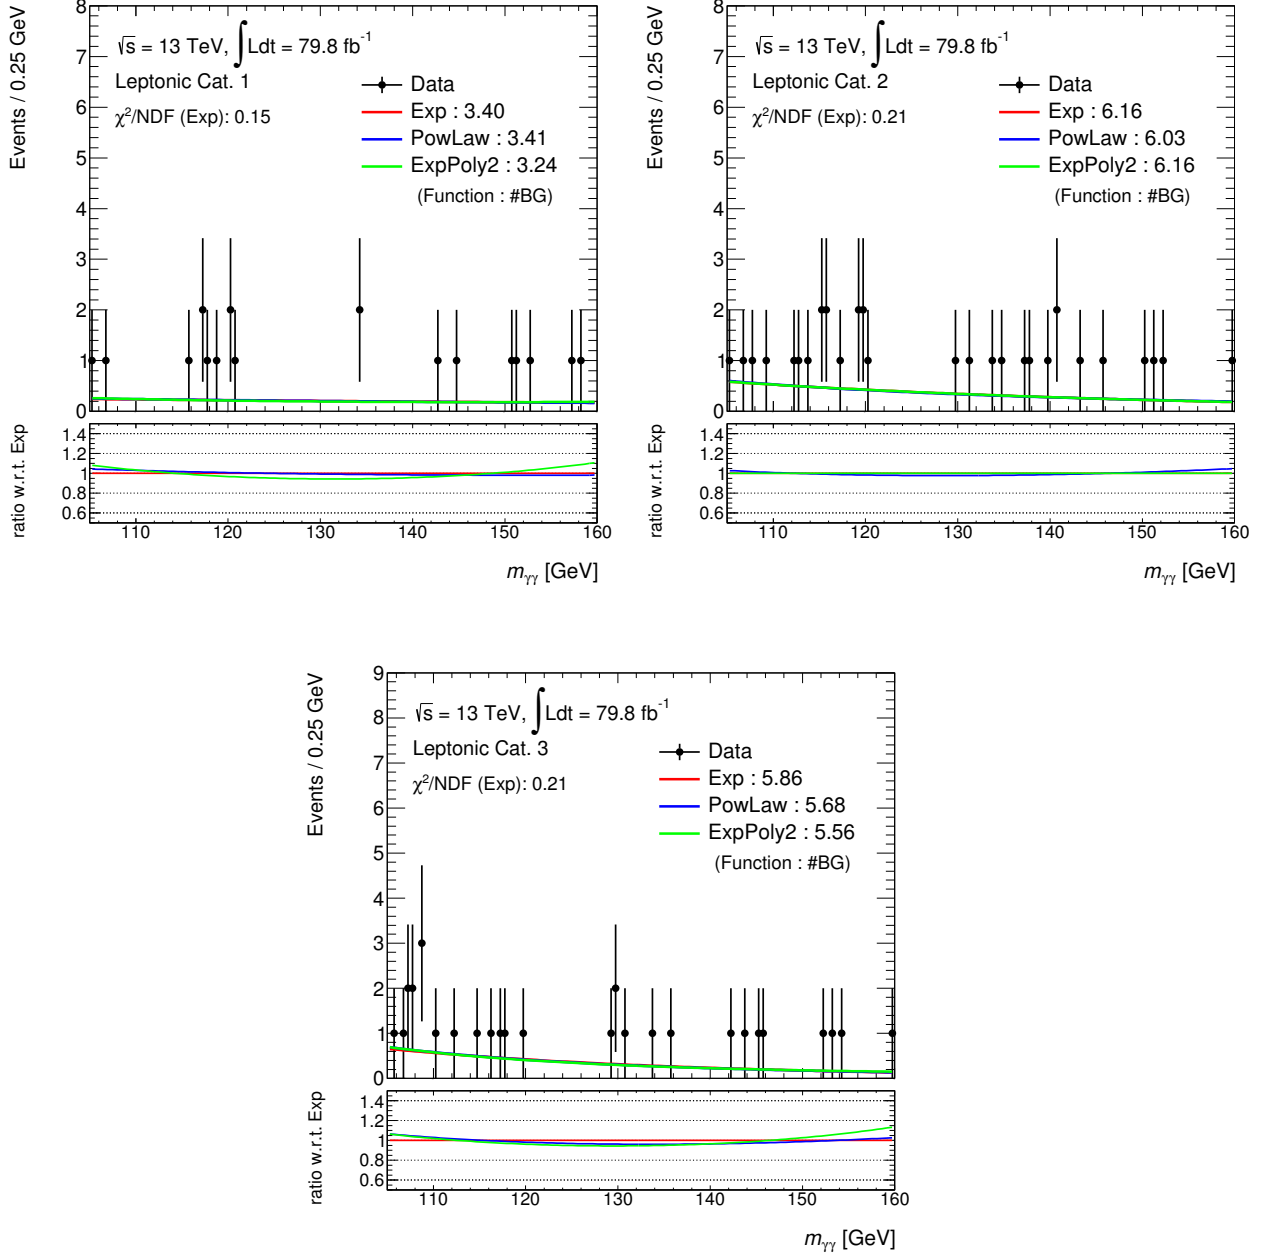 Events / 0.25 GeV
8
7
6
5
4
3
2
1
0
√s = 13 TeV, ∫Ldt = 79.8 fb⁻¹
Leptonic Cat. 1
χ²/NDF (Exp): 0.15
Data
Exp : 3.40
PowLaw : 3.41
ExpPoly2 : 3.24
(Function : #BG)
ratio w.r.t. Exp
1.4
1.2
1
0.8
0.6
110 120 130 140 150 160
mγγ [GeV]
Events / 0.25 GeV
8
7
6
5
4
3
2
1
0
√s = 13 TeV, ∫Ldt = 79.8 fb⁻¹
Leptonic Cat. 2
χ²/NDF (Exp): 0.21
Data
Exp : 6.16
PowLaw : 6.03
ExpPoly2 : 6.16
(Function : #BG)
ratio w.r.t. Exp
1.4
1.2
1
0.8
0.6
110 120 130 140 150 160
mγγ [GeV]
Events / 0.25 GeV
9
8
7
6
5
4
3
2
1
0
√s = 13 TeV, ∫Ldt = 79.8 fb⁻¹
Leptonic Cat. 3
χ²/NDF (Exp): 0.21
Data
Exp : 5.86
PowLaw : 5.68
ExpPoly2 : 5.56
(Function : #BG)
ratio w.r.t. Exp
1.4
1.2
1
0.8
0.6
110 120 130 140 150 160
mγγ [GeV]